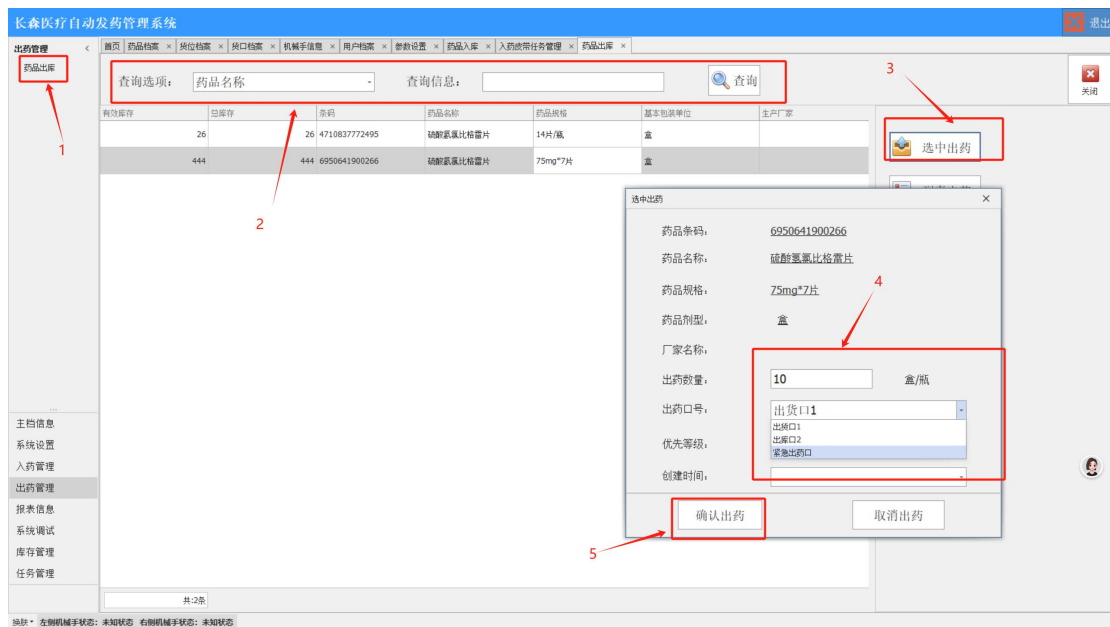 长森医疗自动发药管理系统
退出
出药管理
首页 药品档案 × 货位档案 × 货口档案 × 机械手信息 × 用户档案 × 参数设置 × 药品入库 × 入药皮带任务管理 × 药品出库 ×
药品出库
查询选项： 药品名称 查询信息： 查询
3
关闭
有效库存 总库存 条码 药品名称 药品规格 基本包装单位 生产厂家
26 26 4710837772495 硫酸氢氯比格雷片 14片/瓶 盒
444 444 6950641900266 硫酸氢氯比格雷片 75mg*7片 盒
选中出药
1
2
选中出药 ×
药品条码： 6950641900266
药品名称： 硫酸氢氯比格雷片
4
药品规格： 75mg*7片
药品剂型： 盒
厂家名称：
出药数量： 10 盒/瓶
出药口号： 出货口1
出货口1
出库口2
紧急出药口
优先等级：
创建时间：
确认出药 取消出药
5
主档信息
系统设置
入药管理
出药管理
报表信息
系统调试
库存管理
任务管理
共:2条
换肤 左侧机械手状态: 未知状态 右侧机械手状态: 未知状态